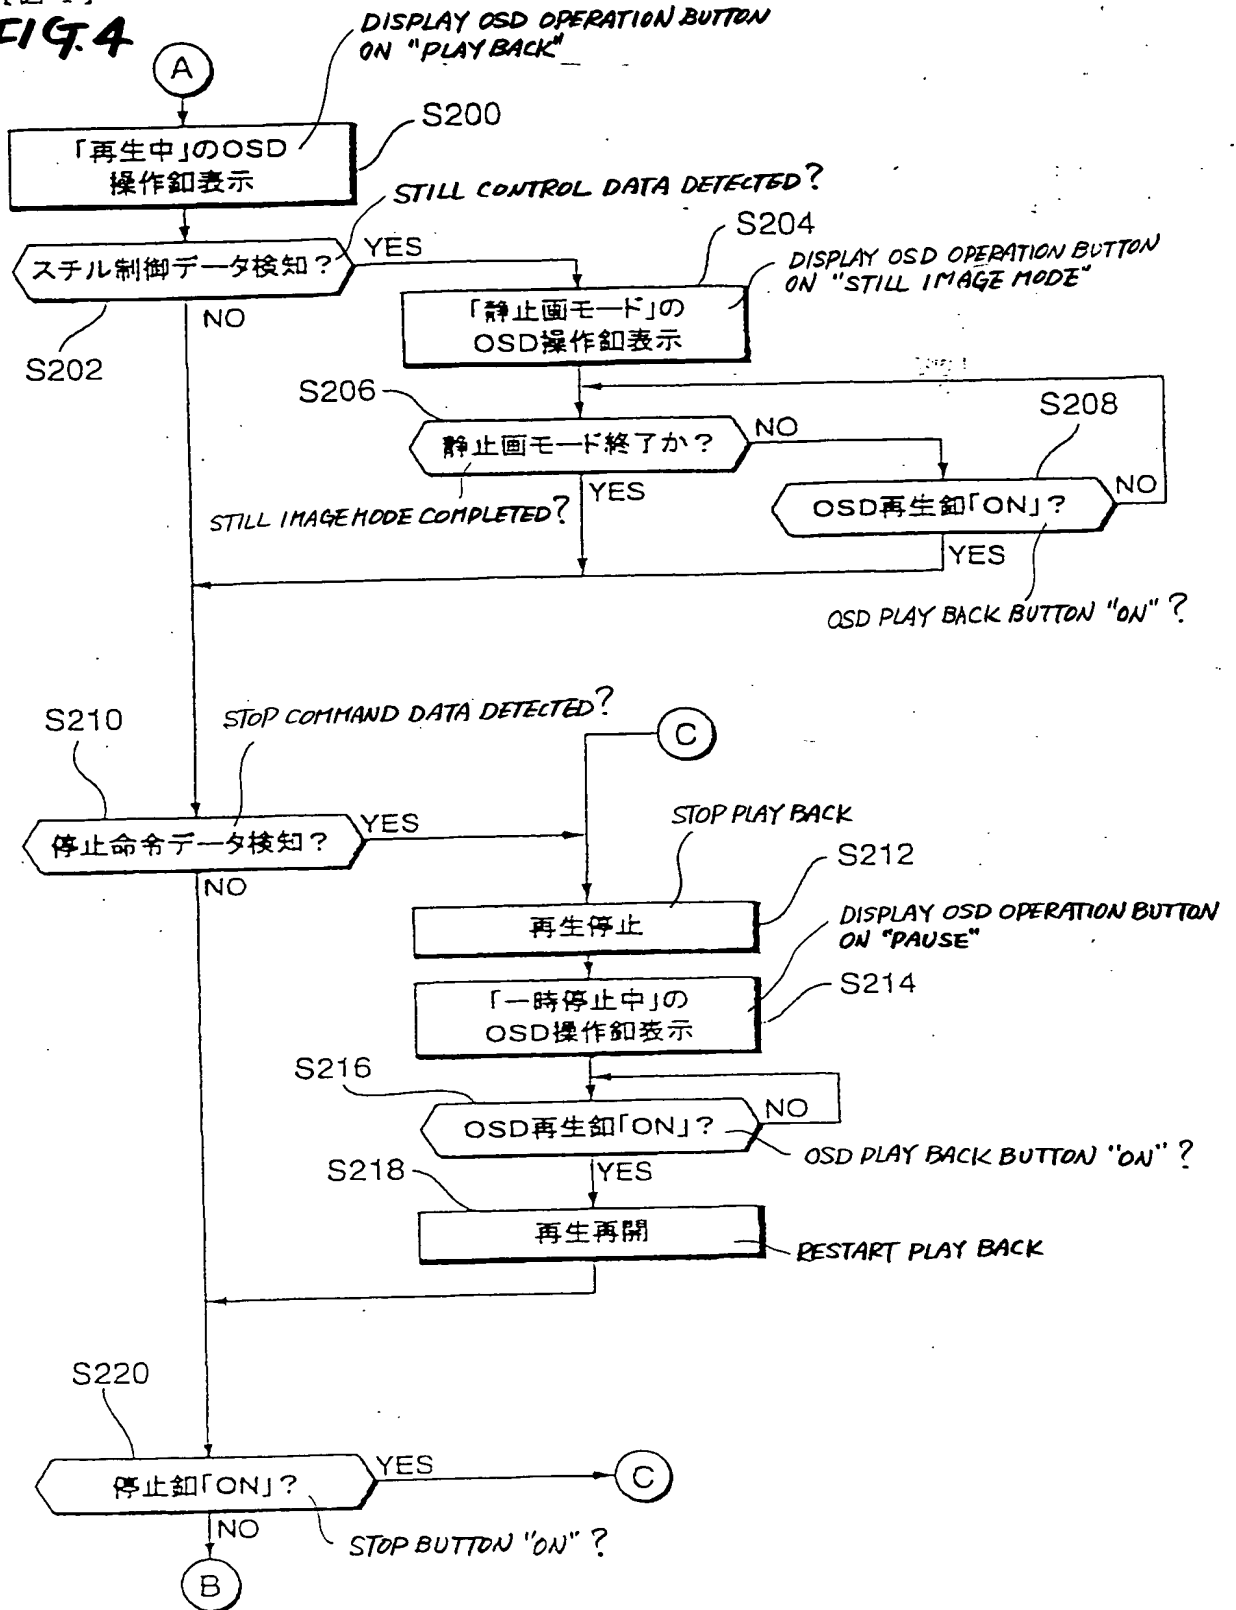 FIG.4
DISPLAY OSD OPERATION BUTTON
ON "PLAY BACK"
A
S200
「再生中」のOSD
操作釦表示
STILL CONTROL DATA DETECTED?
S204
スチル制御データ検知?
YES
DISPLAY OSD OPERATION BUTTON
ON "STILL IMAGE MODE"
NO
「静止画モード」の
OSD操作釦表示
S202
S206
S208
静止画モード終了か?
NO
YES
OSD再生釦「ON」?
NO
STILL IMAGE MODE COMPLETED?
YES
OSD PLAY BACK BUTTON "ON"?
S210
STOP COMMAND DATA DETECTED?
C
STOP PLAY BACK
停止命令データ検知?
YES
S212
NO
再生停止
DISPLAY OSD OPERATION BUTTON
ON "PAUSE"
S214
「一時停止中」の
OSD操作釦表示
S216
OSD再生釦「ON」?
NO
OSD PLAY BACK BUTTON "ON"?
S218
YES
再生再開
RESTART PLAY BACK
S220
停止釦「ON」?
YES
C
NO
STOP BUTTON "ON"?
B